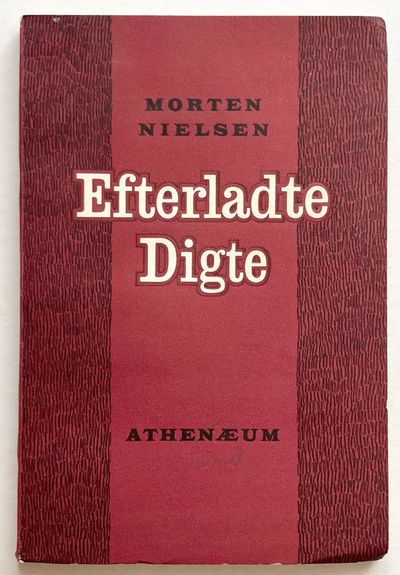 MORTEN
NIELSEN
Efterladte
Digte
ATHENÆUM